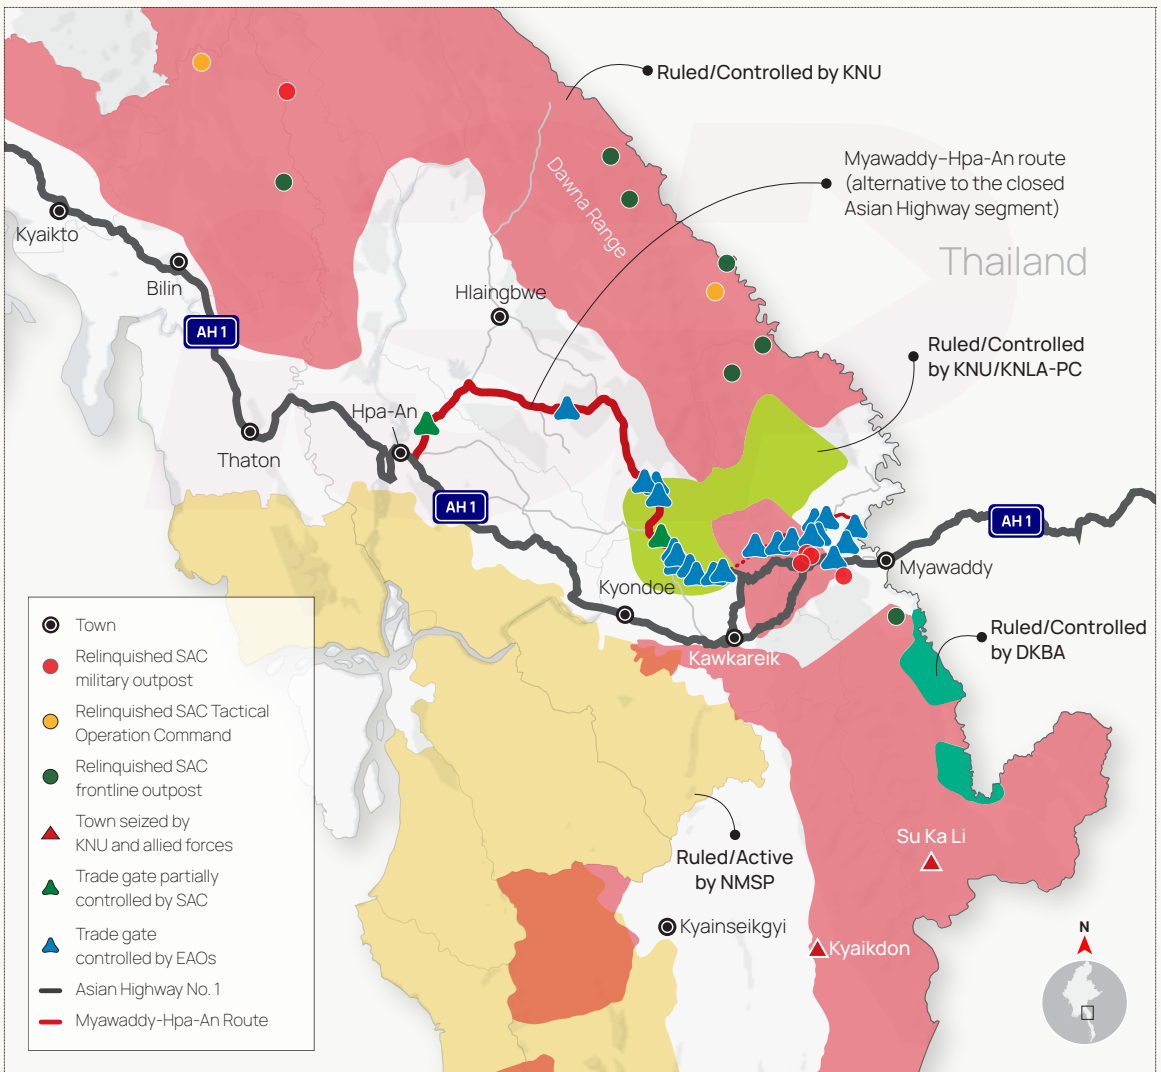 Ruled/Controlled by KNU
Myawaddy–Hpa-An route
(alternative to the closed
Asian Highway segment)
Dawna Range
Thailand
Kyaikto
Bilin
Hlaingbwe
AH 1
Ruled/Controlled
by KNU/KNLA-PC
Hpa-An
Thaton
AH 1
AH 1
Myawaddy
Kyondoe
Kawkareik
Ruled/Controlled
by DKBA
Town
Relinquished SAC
military outpost
Relinquished SAC Tactical
Operation Command
Relinquished SAC
frontline outpost
Town seized by
KNU and allied forces
Trade gate partially
controlled by SAC
Trade gate
controlled by EAOs
Asian Highway No. 1
Myawaddy-Hpa-An Route
Ruled/Active
by NMSP
Su Ka Li
Kyainseikgyi
Kyaikdon
N